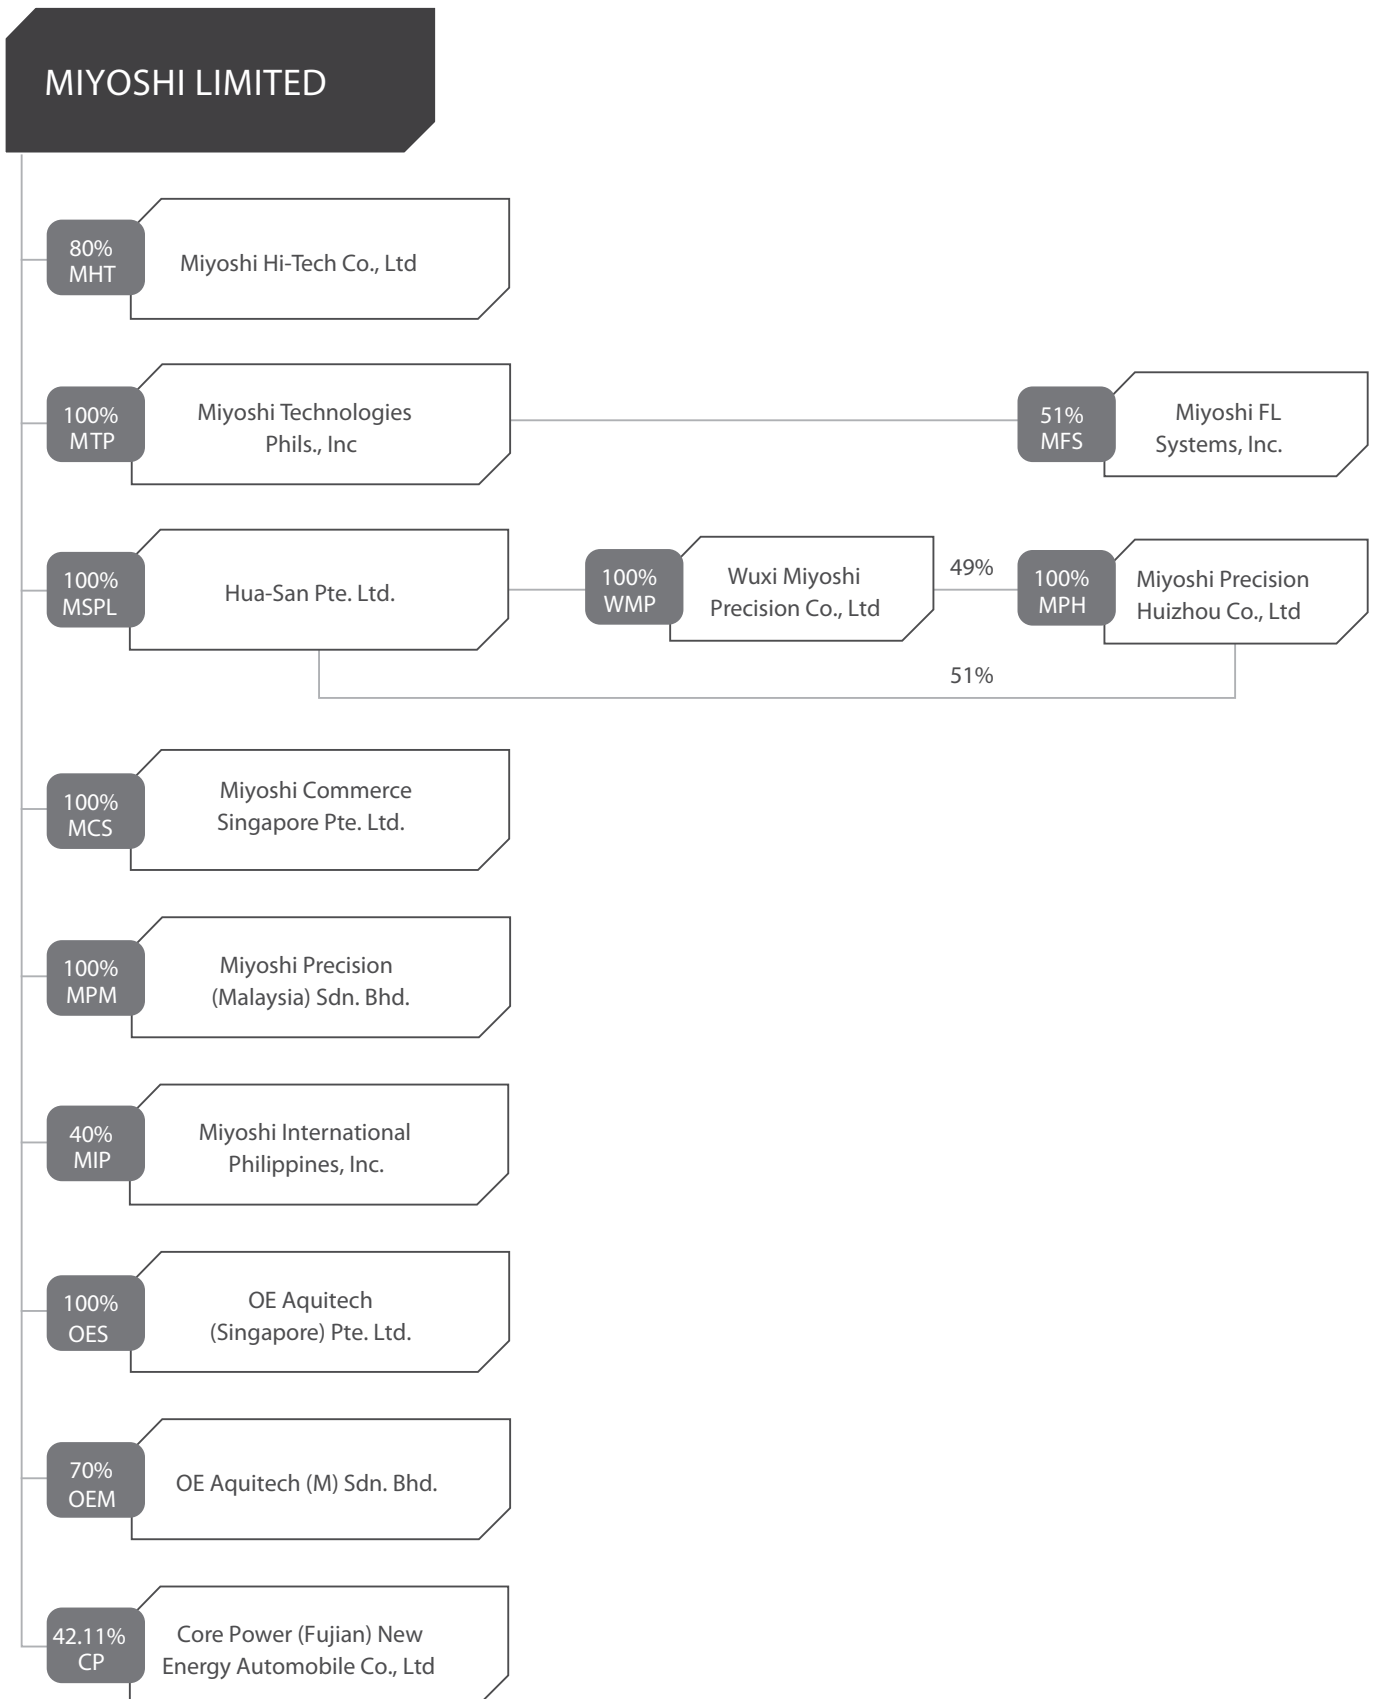 MIYOSHI LIMITED
80%
MHT
Miyoshi Hi-Tech Co., Ltd
100%
MTP
Miyoshi Technologies
Phils., Inc
51%
MFS
Miyoshi FL
Systems, Inc.
100%
MSPL
Hua-San Pte. Ltd.
100%
WMP
Wuxi Miyoshi
Precision Co., Ltd
49%
100%
MPH
Miyoshi Precision
Huizhou Co., Ltd
51%
100%
MCS
Miyoshi Commerce
Singapore Pte. Ltd.
100%
MPM
Miyoshi Precision
(Malaysia) Sdn. Bhd.
40%
MIP
Miyoshi International
Philippines, Inc.
100%
OES
OE Aquitech
(Singapore) Pte. Ltd.
70%
OEM
OE Aquitech (M) Sdn. Bhd.
42.11%
CP
Core Power (Fujian) New
Energy Automobile Co., Ltd